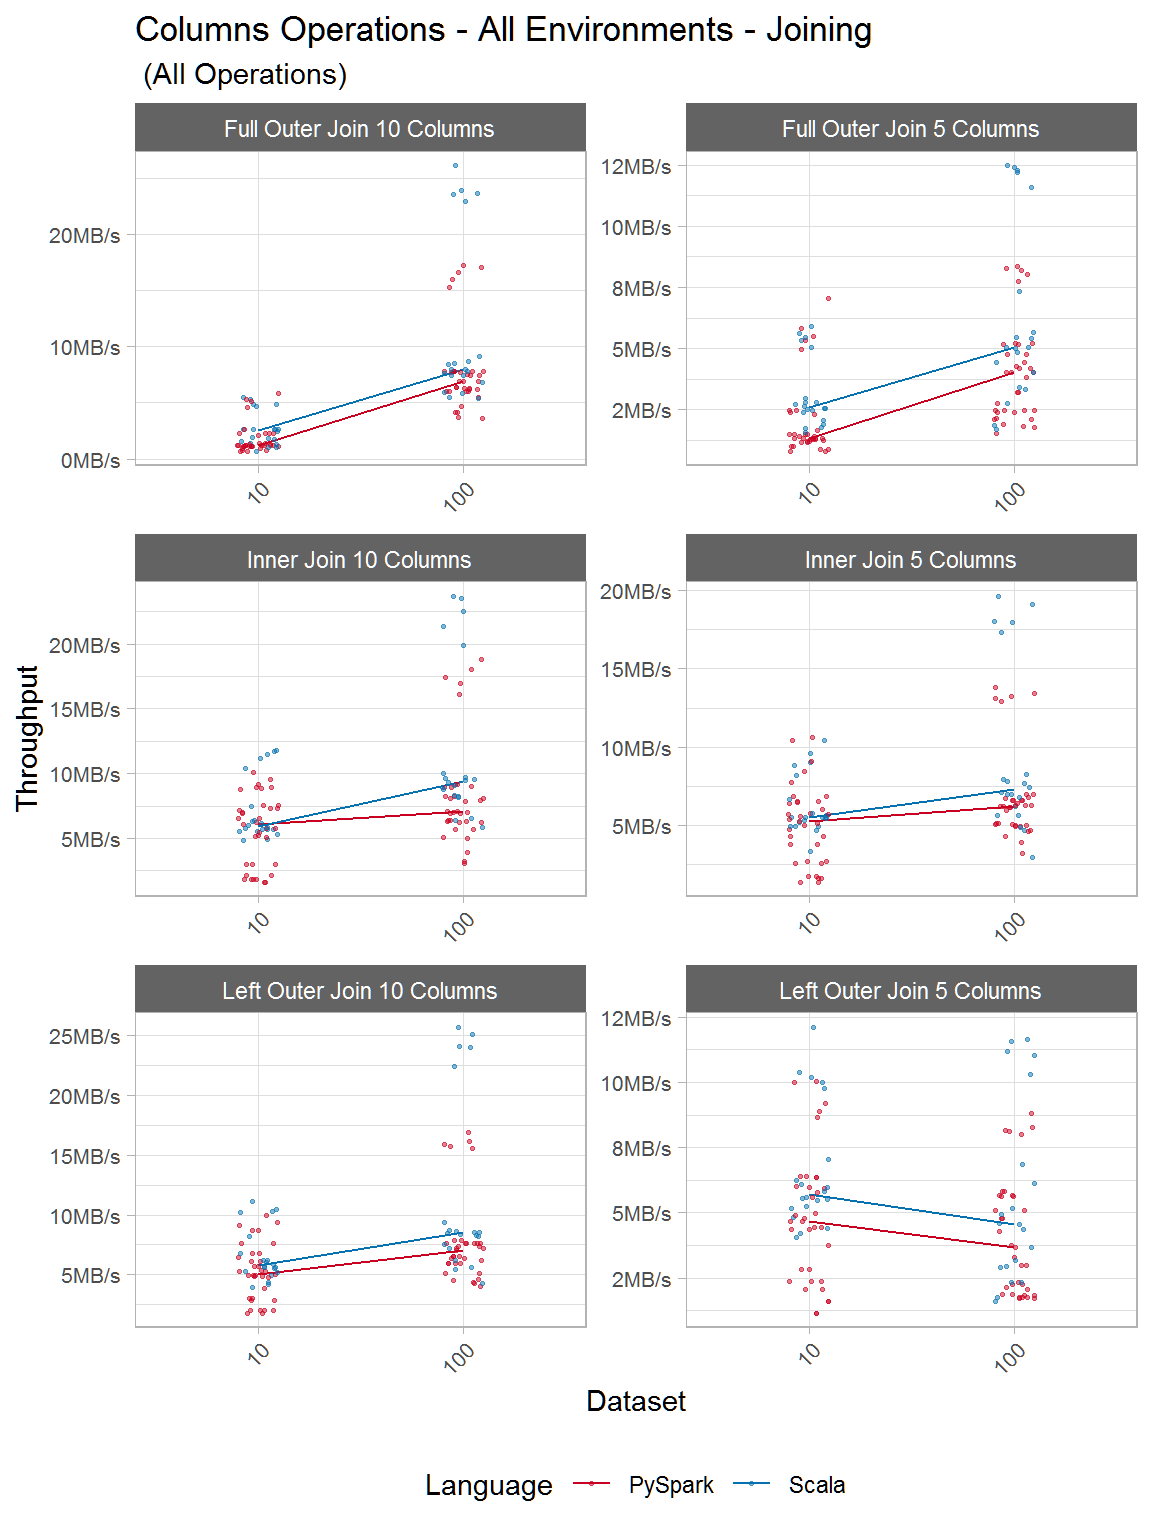 Columns Operations - All Environments - Joining
(All Operations)
Full Outer Join 10 Columns
20MB/s
10MB/s
0MB/s
10
100
Full Outer Join 5 Columns
12MB/s
10MB/s
8MB/s
5MB/s
2MB/s
10
100
Inner Join 10 Columns
20MB/s
15MB/s
10MB/s
5MB/s
10
100
Inner Join 5 Columns
20MB/s
15MB/s
10MB/s
5MB/s
10
100
Left Outer Join 10 Columns
25MB/s
20MB/s
15MB/s
10MB/s
5MB/s
10
100
Left Outer Join 5 Columns
12MB/s
10MB/s
8MB/s
5MB/s
2MB/s
10
100
Throughput
Dataset
Language PySpark Scala